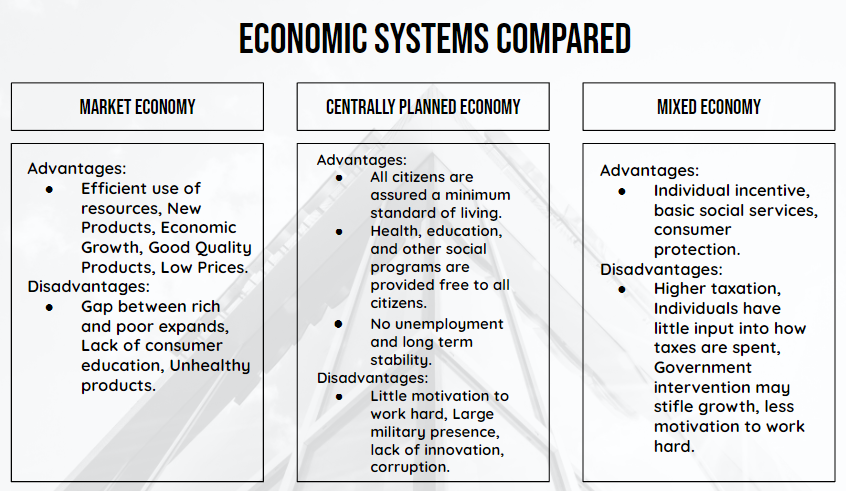 ECONOMIC SYSTEMS COMPARED
MARKET ECONOMY
Advantages:
● Efficient use of
resources, New
Products, Economic
Growth, Good Quality
Products, Low Prices.
Disadvantages:
● Gap between rich
and poor expands,
Lack of consumer
education, Unhealthy
products.
CENTRALLY PLANNED ECONOMY
Advantages:
● All citizens are
assured a minimum
standard of living.
● Health, education,
and other social
programs are
provided free to all
citizens.
● No unemployment
and long term
stability.
Disadvantages:
● Little motivation to
work hard, Large
military presence,
lack of innovation,
corruption.
MIXED ECONOMY
Advantages:
● Individual incentive,
basic social services,
consumer
protection.
Disadvantages:
● Higher taxation,
Individuals have
little input into how
taxes are spent,
Government
intervention may
stifle growth, less
motivation to work
hard.